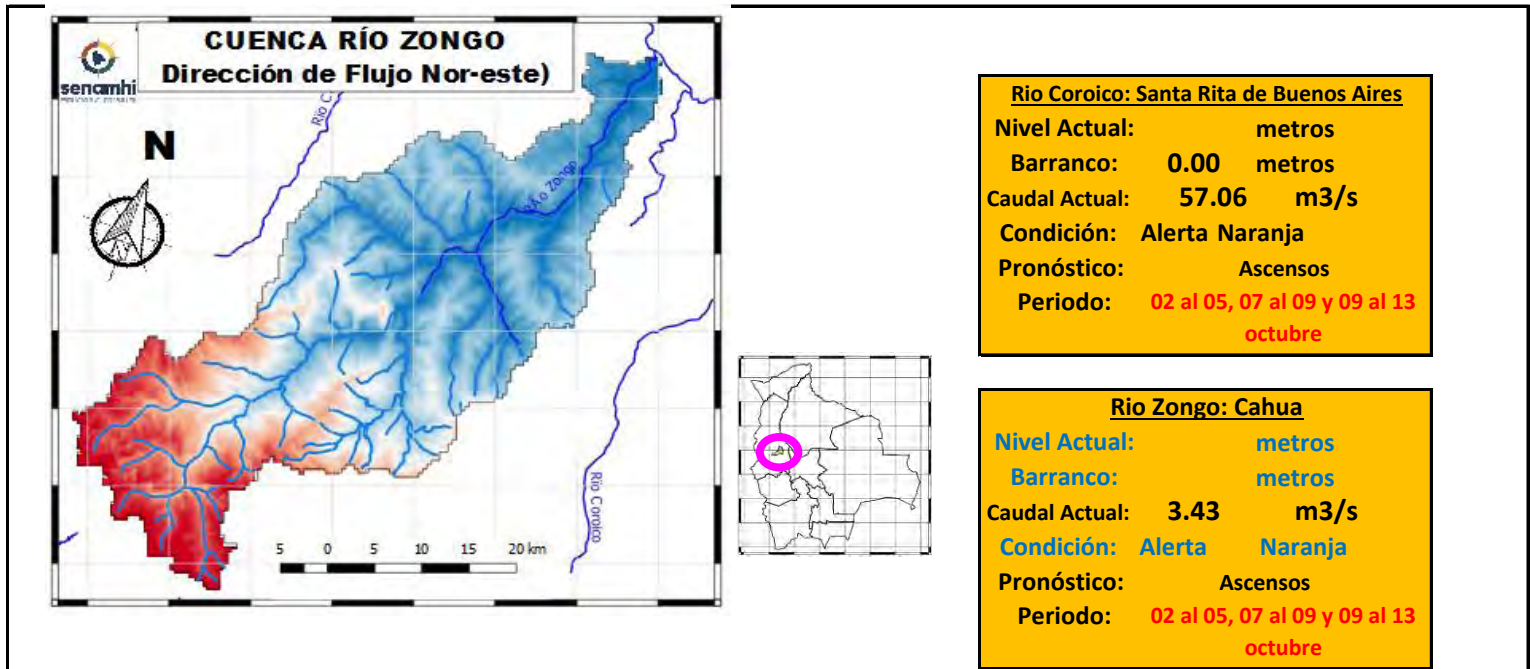 CUENCA RÍO ZONGO
Dirección de Flujo Nor-este)
senamhi
Río C
N
RÃ­o Zongo
Río Coroico
5 0 5 10 15 20 km
Rio Coroico: Santa Rita de Buenos Aires
Nivel Actual: metros
Barranco: 0.00 metros
Caudal Actual: 57.06 m3/s
Condición: Alerta Naranja
Pronóstico: Ascensos
Periodo: 02 al 05, 07 al 09 y 09 al 13
octubre
Rio Zongo: Cahua
Nivel Actual: metros
Barranco: metros
Caudal Actual: 3.43 m3/s
Condición: Alerta Naranja
Pronóstico: Ascensos
Periodo: 02 al 05, 07 al 09 y 09 al 13
octubre